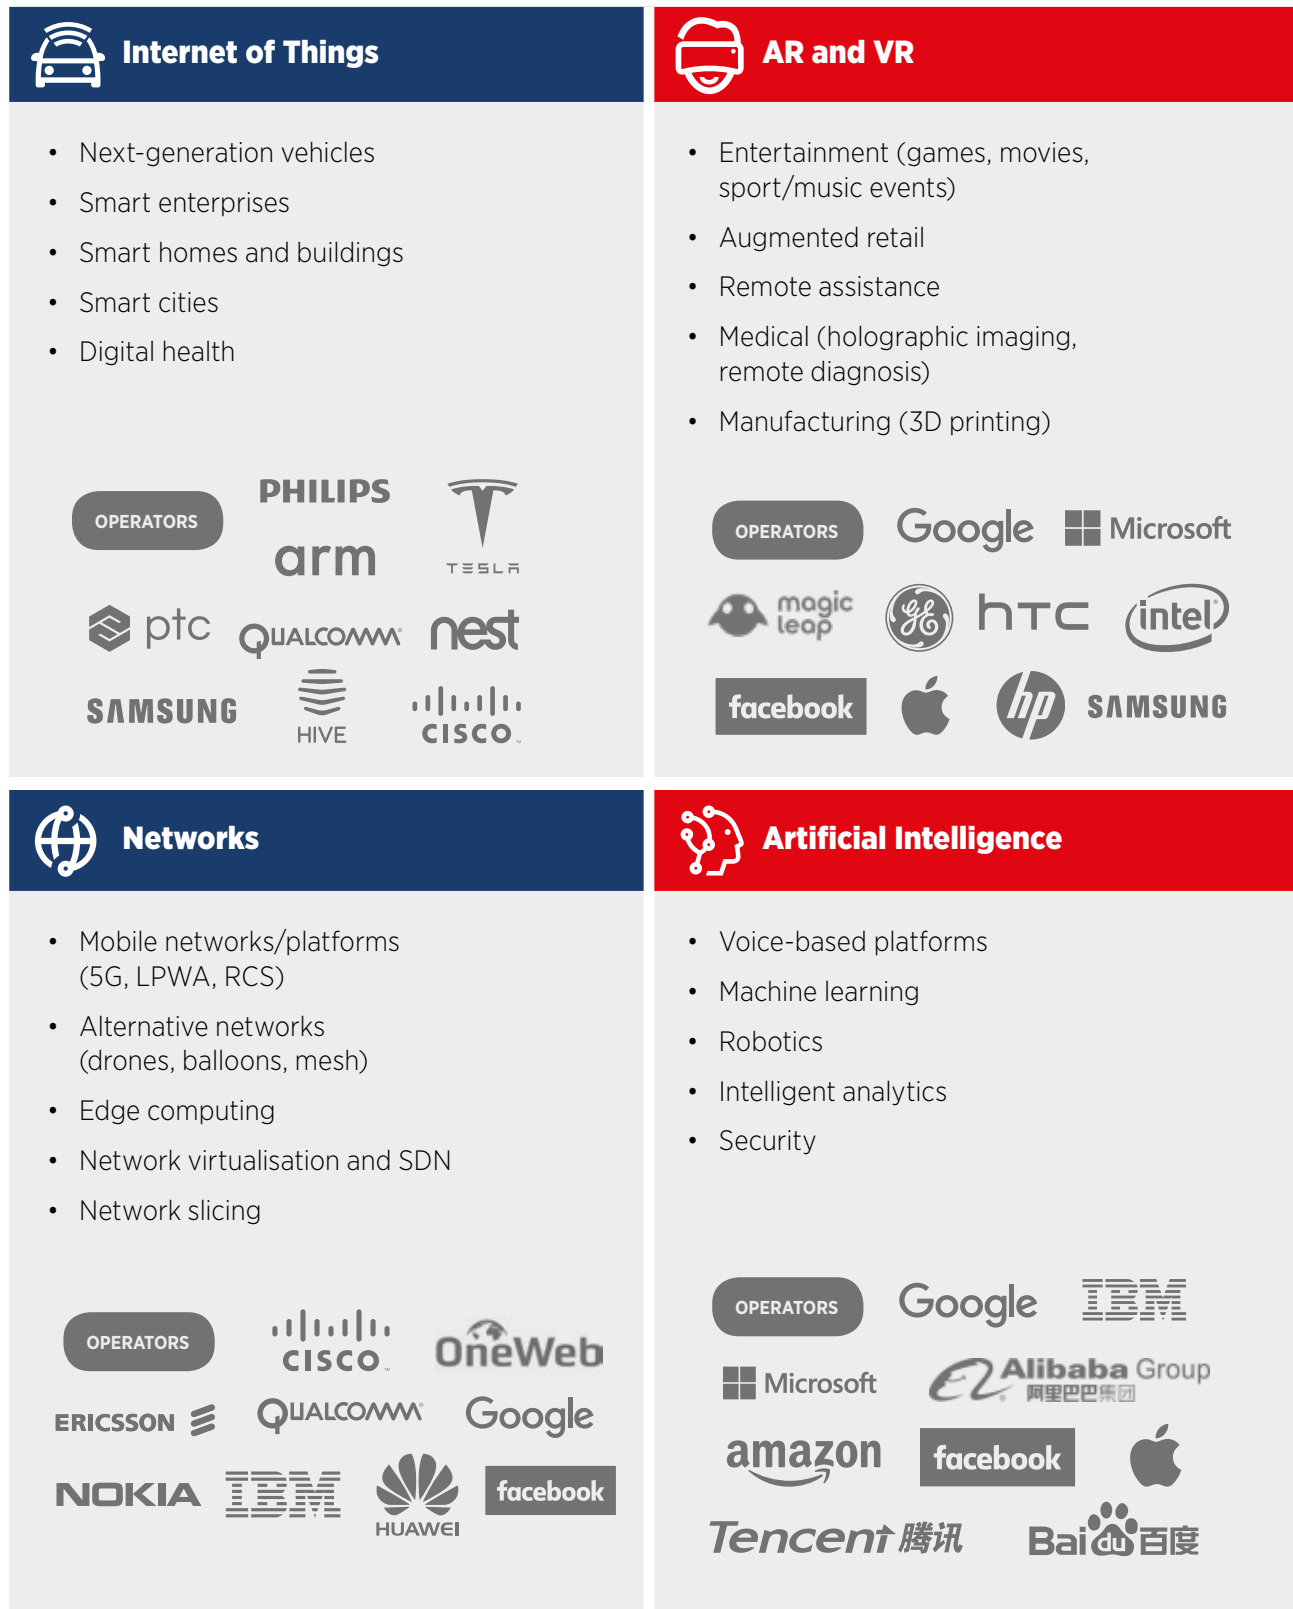 Internet of Things
• Next-generation vehicles
• Smart enterprises
• Smart homes and buildings
• Smart cities
• Digital health
OPERATORS
PHILIPS
arm
TESLA
ptc
QUALCOMM
nest
SAMSUNG
HIVE
CISCO
AR and VR
• Entertainment (games, movies,
sport/music events)
• Augmented retail
• Remote assistance
• Medical (holographic imaging,
remote diagnosis)
• Manufacturing (3D printing)
OPERATORS
Google
Microsoft
magic
leap
GE
hTC
intel
facebook
hp
SAMSUNG
Networks
• Mobile networks/platforms
(5G, LPWA, RCS)
• Alternative networks
(drones, balloons, mesh)
• Edge computing
• Network virtualisation and SDN
• Network slicing
OPERATORS
CISCO
OneWeb
ERICSSON
QUALCOMM
Google
NOKIA
IBM
HUAWEI
facebook
Artificial Intelligence
• Voice-based platforms
• Machine learning
• Robotics
• Intelligent analytics
• Security
OPERATORS
Google
IBM
Microsoft
Alibaba Group
阿里巴巴集团
amazon
facebook
Tencent 腾讯
Baidu百度